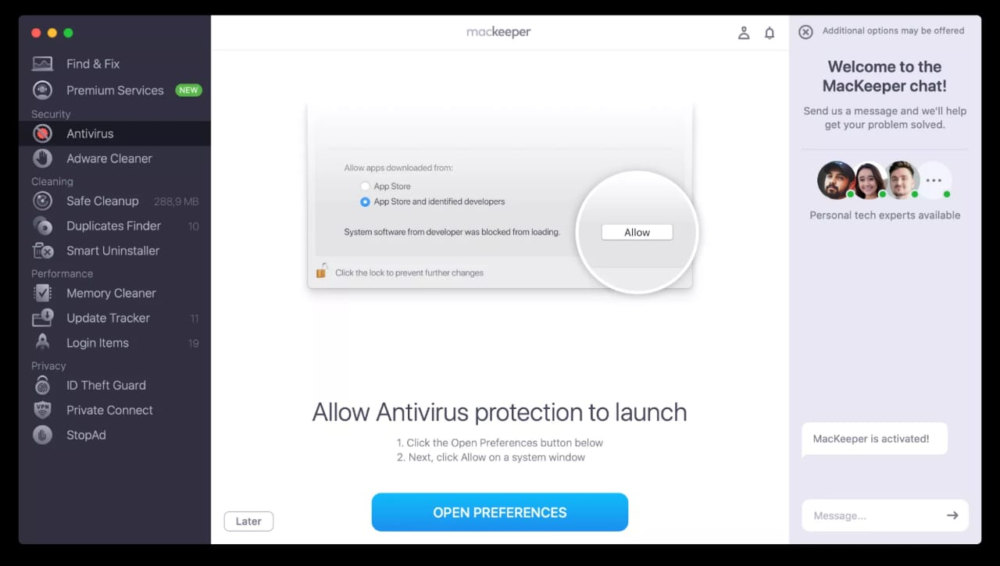 Find & Fix
Premium Services NEW
Security
Antivirus
Adware Cleaner
Cleaning
Safe Cleanup 288,9 MB
Duplicates Finder 10
Smart Uninstaller
Performance
Memory Cleaner
Update Tracker 11
Login Items 19
Privacy
ID Theft Guard
VPN
Private Connect
StopAd
mackeeper
Allow apps downloaded from:
App Store
App Store and identified developers
System software from developer was blocked from loading.
Allow
Click the lock to prevent further changes
Allow Antivirus protection to launch
1. Click the Open Preferences button below
2. Next, click Allow on a system window
Later
OPEN PREFERENCES
Additional options may be offered
Welcome to the
MacKeeper chat!
Send us a message and we'll help
get your problem solved.
Personal tech experts available
MacKeeper is activated!
Message...